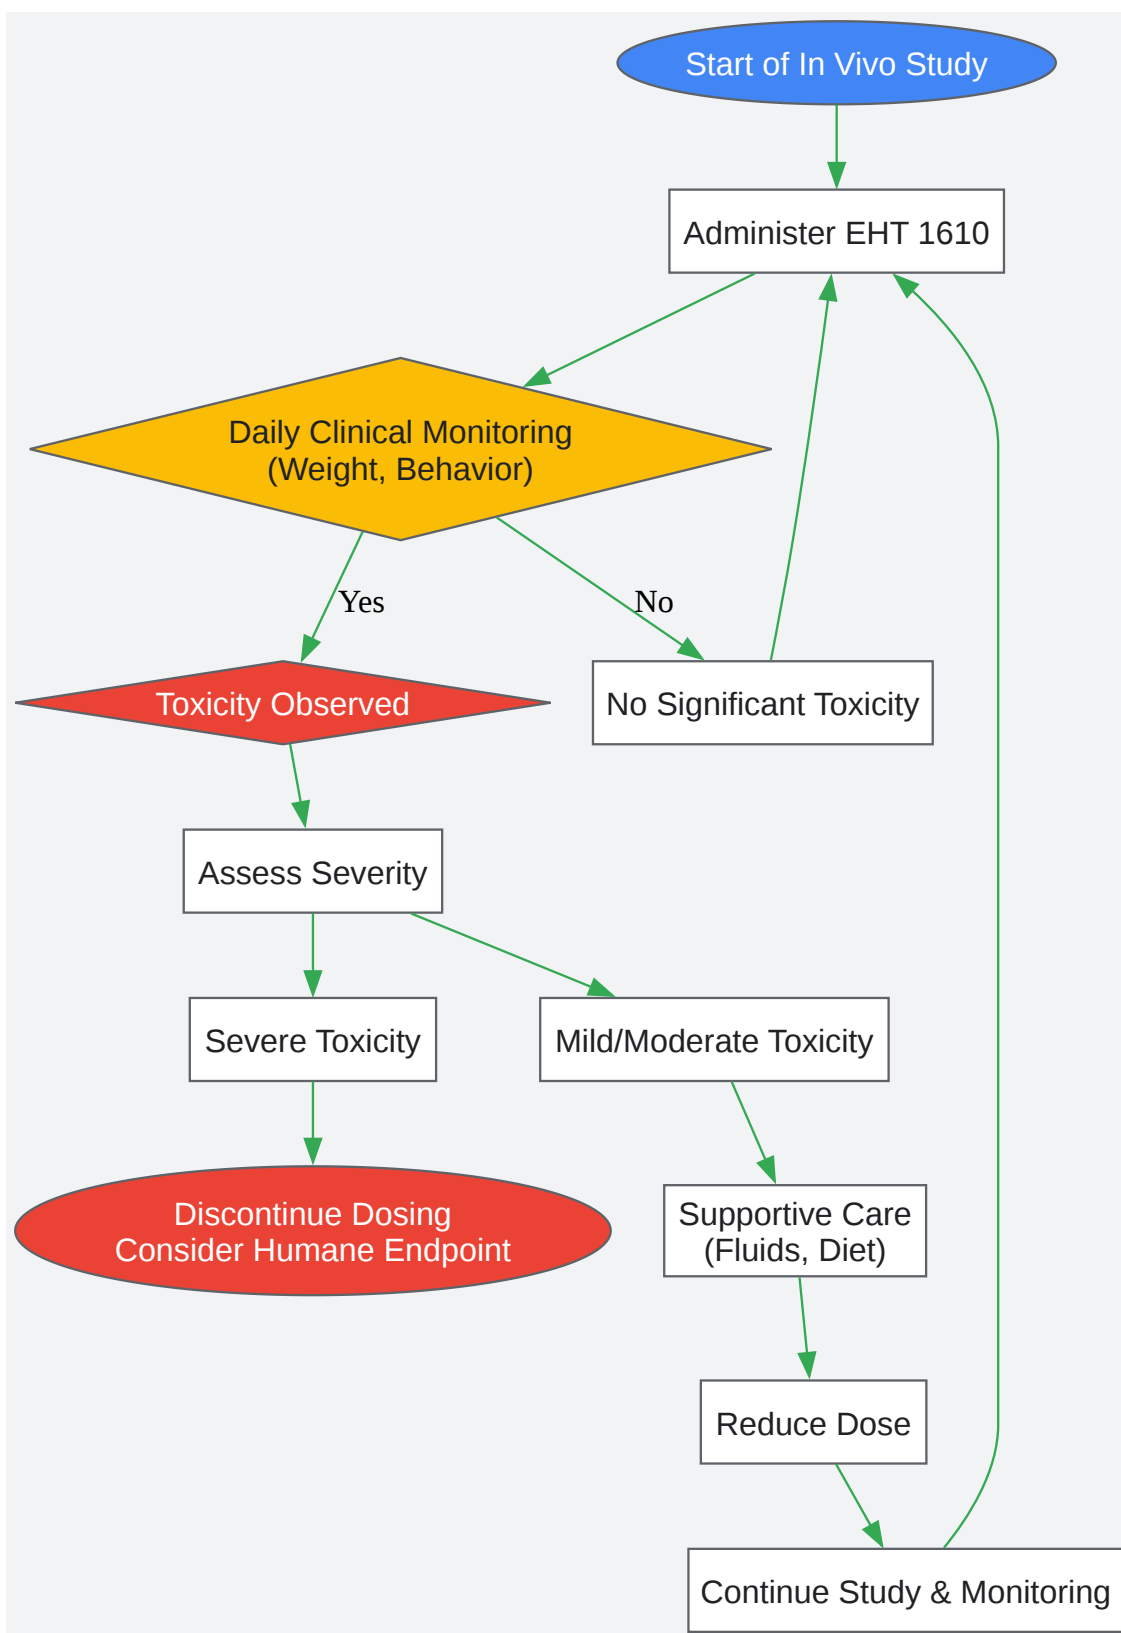 Start of In Vivo Study
Administer EHT 1610
Daily Clinical Monitoring
(Weight, Behavior)
Yes
No
Toxicity Observed
No Significant Toxicity
Assess Severity
Severe Toxicity
Mild/Moderate Toxicity
Discontinue Dosing
Consider Humane Endpoint
Supportive Care
(Fluids, Diet)
Reduce Dose
Continue Study & Monitoring